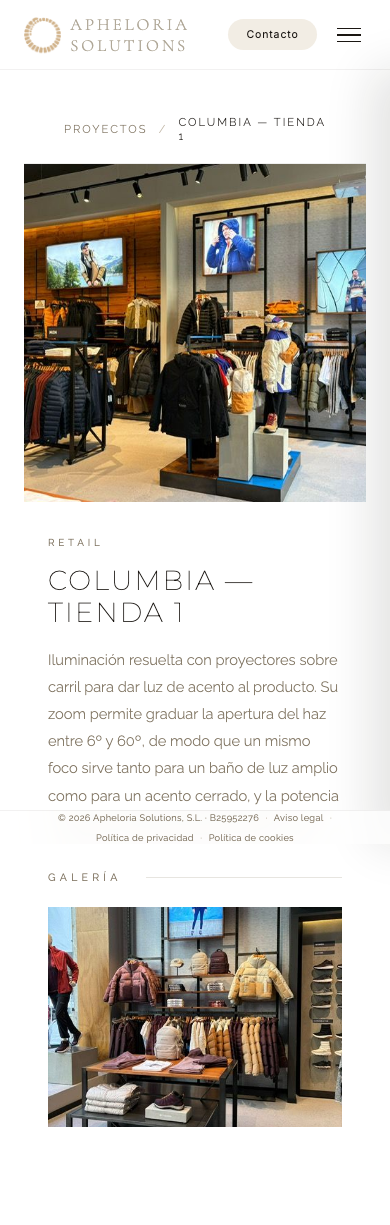 APHELORIA
SOLUTIONS
Contacto
PROYECTOS / COLUMBIA — TIENDA
1
RETAIL
COLUMBIA —
TIENDA 1
Iluminación resuelta con proyectores sobre
carril para dar luz de acento al producto. Su
zoom permite graduar la apertura del haz
entre 6º y 60º, de modo que un mismo
foco sirve tanto para un baño de luz amplio
como para un acento cerrado, y la potencia
© 2026 Apheloria Solutions, S.L. · B25952276 · Aviso legal ·
Política de privacidad · Política de cookies
GALERÍA